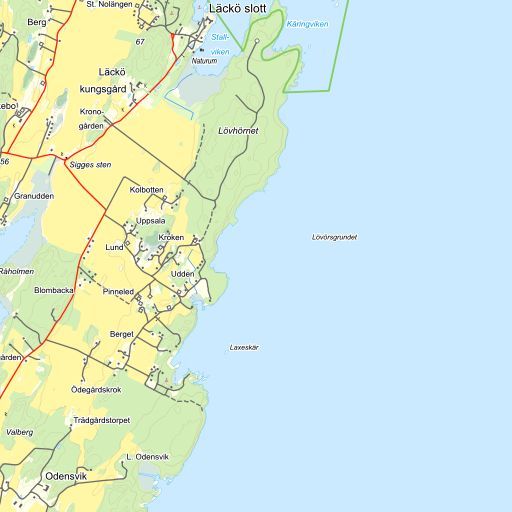 St. Nolängen
Läckö slott
Berg
Käringviken
67
Stall-
viken
Naturum
Läckö
kungsgård
Krono-
gården
Lövhörnet
56
Sigges sten
Kolbotten
Granudden
Uppsala
Kroken
Lövörsgrundet
Lund
Råholmen
Udden
Blombacka
Pinneled
Berget
Laxeskär
gården
Ödegårdskrok
Trädgårdstorpet
Valberg
L. Odensvik
Odensvik